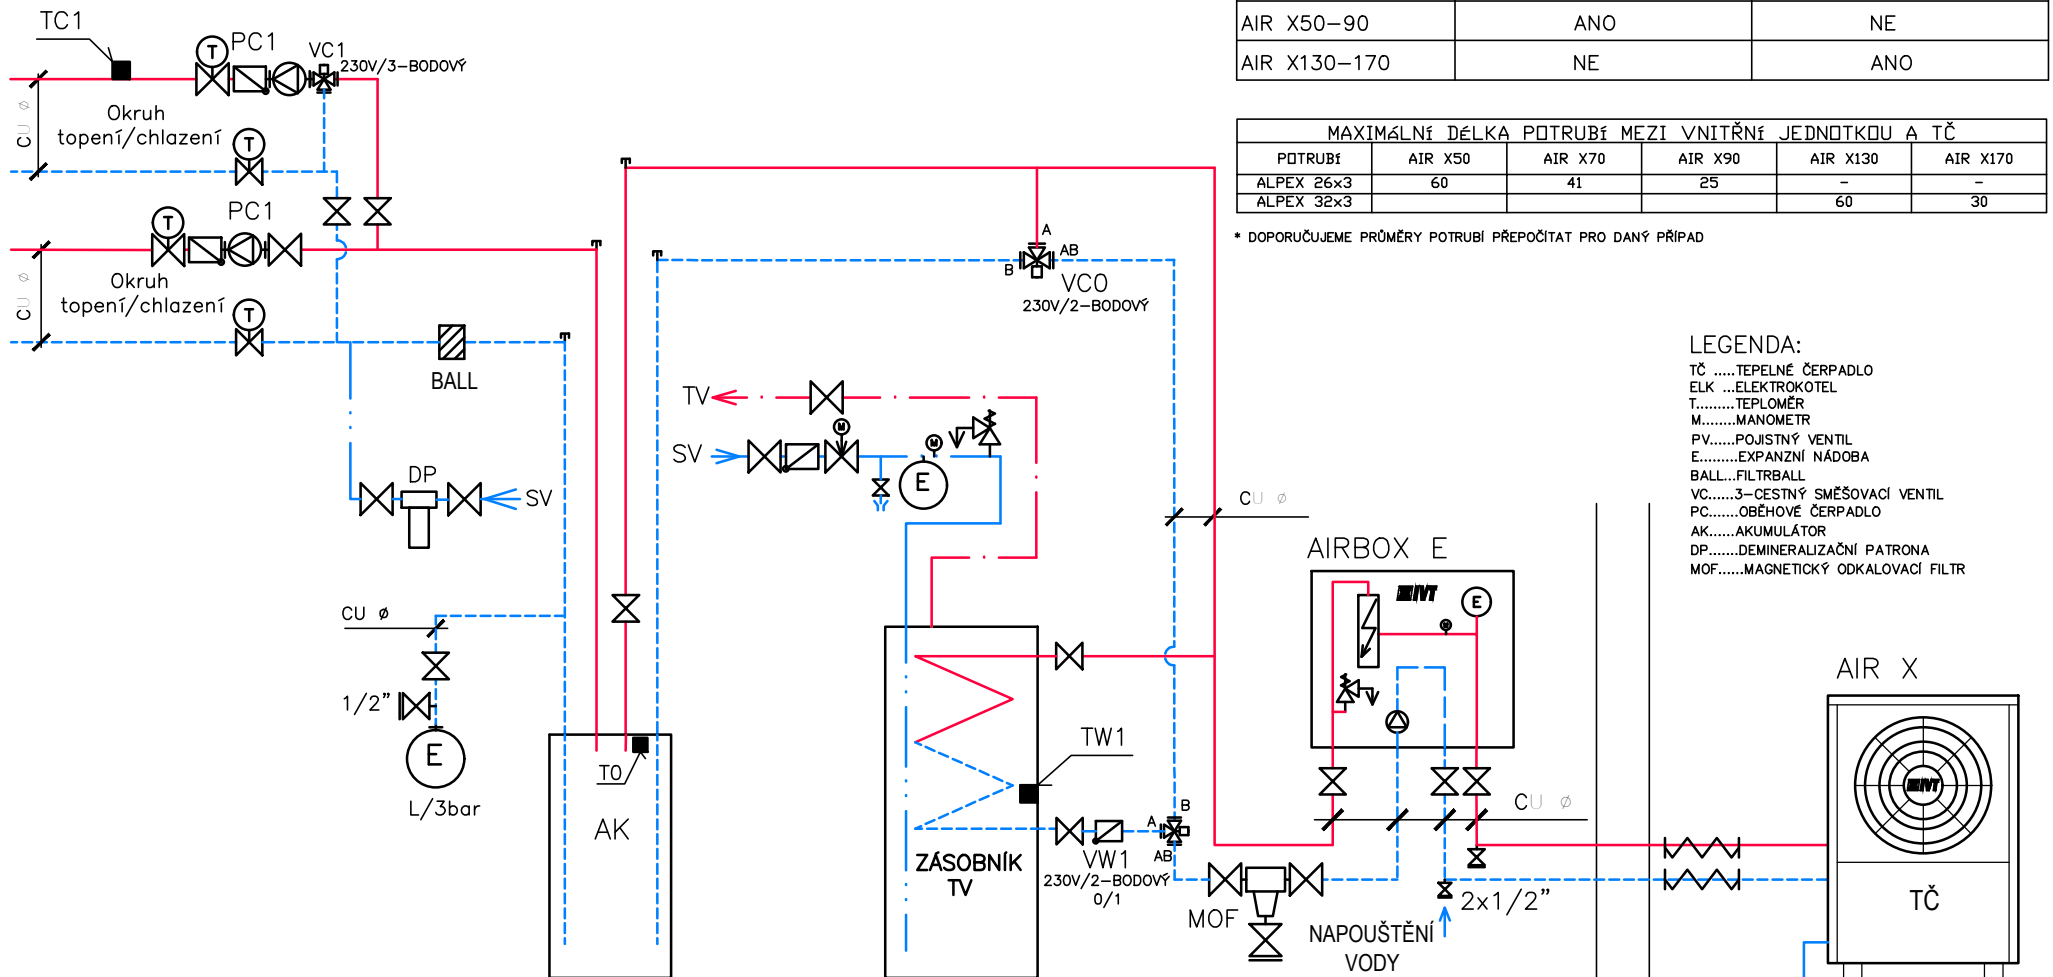 TC1
PC1
VC1
230V/3-BODOVÝ
T
CU ⌀
Okruh
topení/chlazení
T
PC1
T
CU ⌀
Okruh
topení/chlazení
T
BALL
DP
SV
CU ⌀
1/2"
E
L/3bar
T0
AK
TV
SV
M
M
E
A
AB
B
VC0
230V/2-BODOVÝ
CU ⌀
TW1
ZÁSOBNÍK
TV
B
A
AB
VW1
230V/2-BODOVÝ
0/1
MOF
AIRBOX E
IVT
E
M
CU ⌀
2x1/2"
NAPOUŠTĚNÍ
VODY
AIR X
IVT
TČ
AIR X50-90 ANO NE
AIR X130-170 NE ANO
MAXIMáLNí DéLKA POTRUBí MEZI VNITŘNí JEDNOTKOU A TČ
POTRUBí AIR X50 AIR X70 AIR X90 AIR X130 AIR X170
ALPEX 26x3 60 41 25 - -
ALPEX 32x3 60 30
* DOPORUČUJEME PRŮMĚRY POTRUBÍ PŘEPOČÍTAT PRO DANÝ PŘÍPAD
LEGENDA:
TČ .....TEPELNÉ ČERPADLO
ELK ...ELEKTROKOTEL
T.........TEPLOMĚR
M........MANOMETR
PV......POJISTNÝ VENTIL
E.........EXPANZNÍ NÁDOBA
BALL...FILTRBALL
VC......3-CESTNÝ SMĚŠOVACÍ VENTIL
PC.......OBĚHOVÉ ČERPADLO
AK......AKUMULÁTOR
DP.......DEMINERALIZAČNÍ PATRONA
MOF......MAGNETICKÝ ODKALOVACÍ FILTR